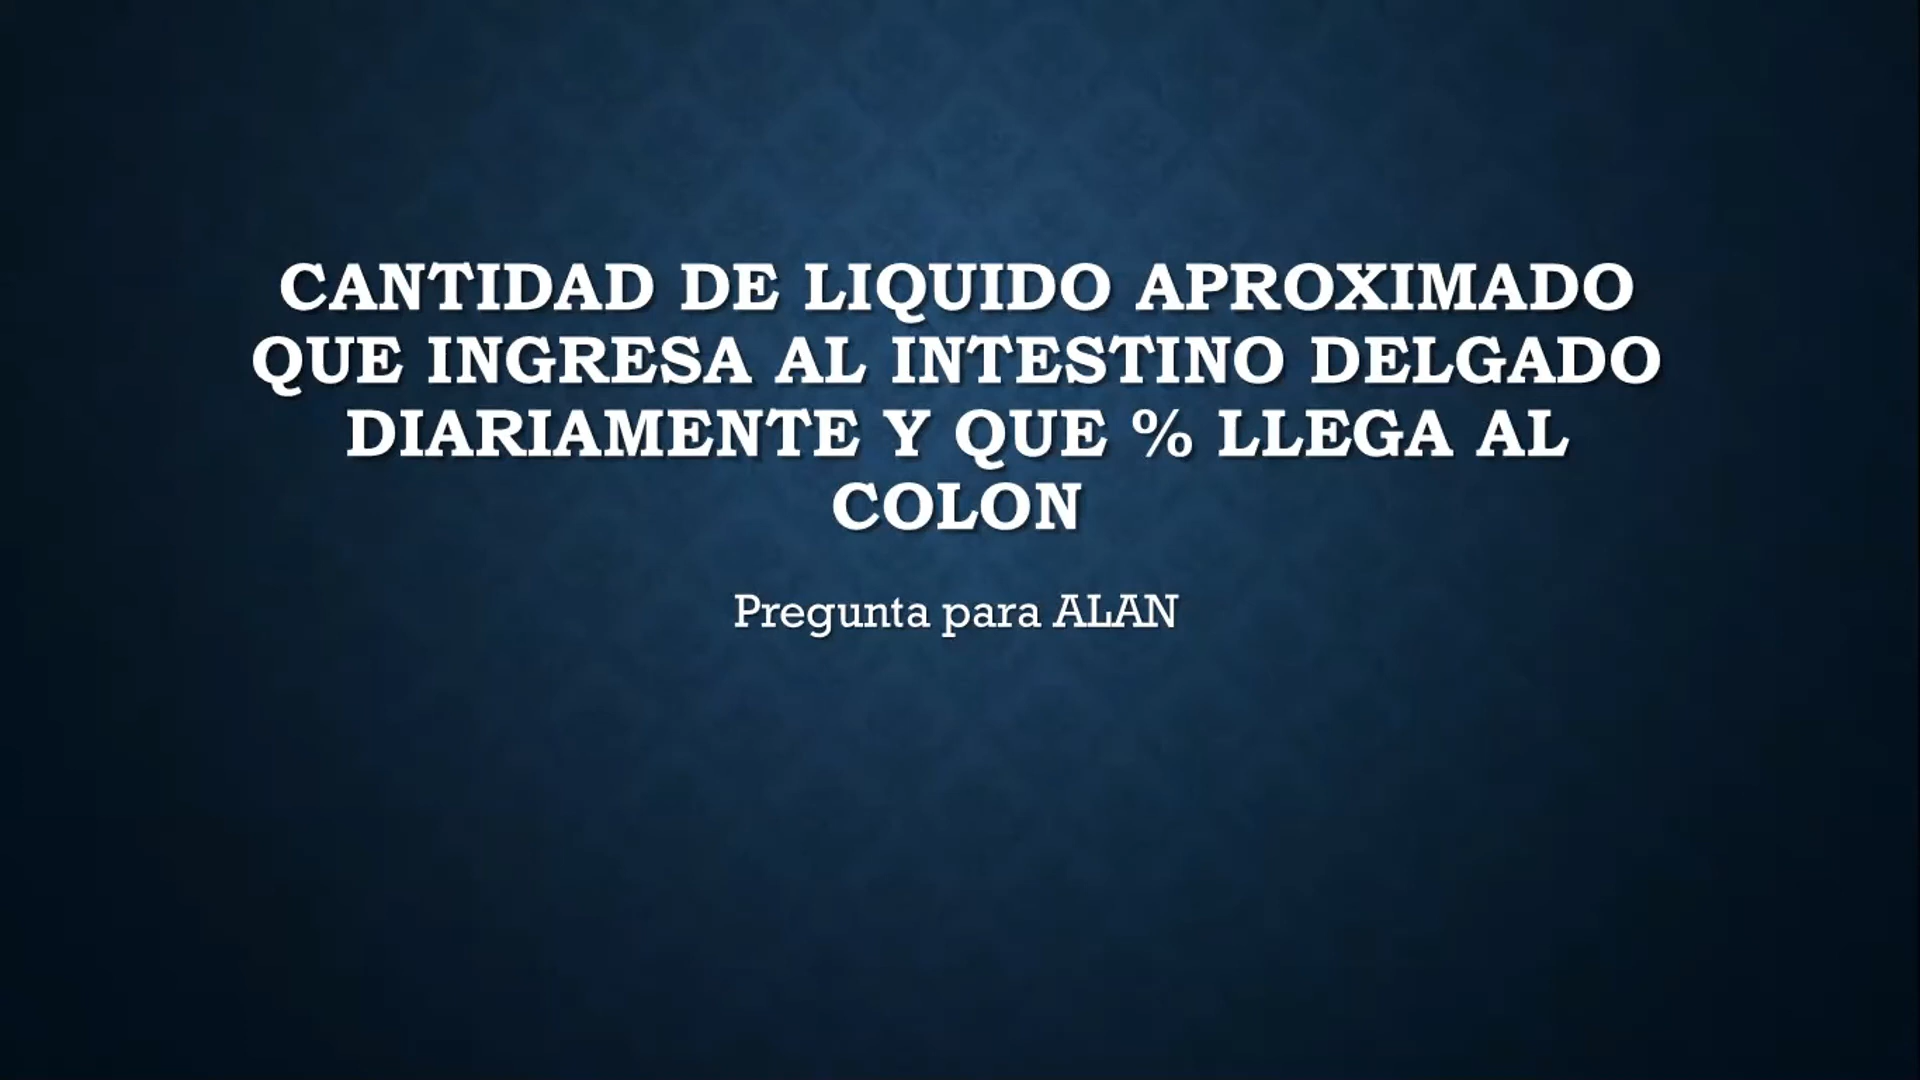 CANTIDAD DE LIQUIDO APROXIMADO
QUE INGRESA AL INTESTINO DELGADO
DIARIAMENTE Y QUE % LLEGA AL
COLON
Pregunta para ALAN